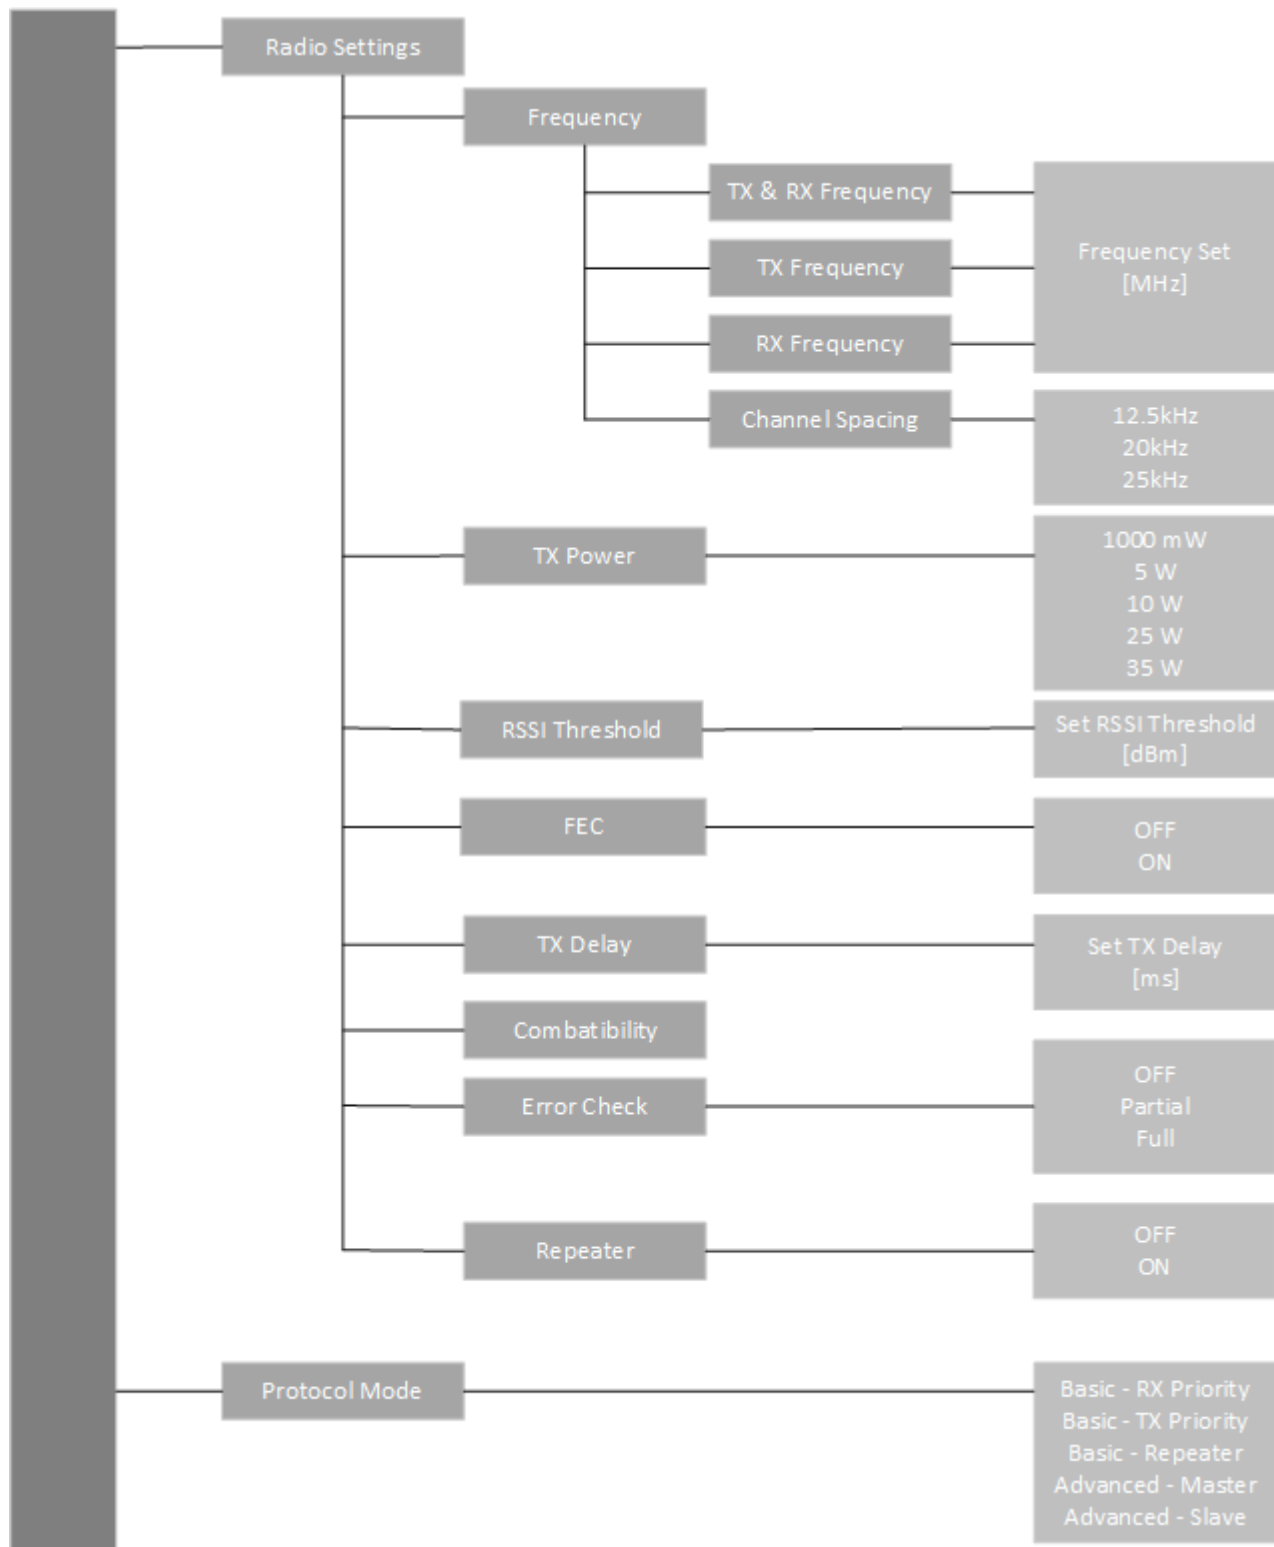 Radio Settings
Frequency
TX & RX Frequency
TX Frequency
RX Frequency
Frequency Set
[MHz]
Channel Spacing
12.5kHz
20kHz
25kHz
TX Power
1000 mW
5 W
10 W
25 W
35 W
RSSI Threshold
Set RSSI Threshold
[dBm]
FEC
OFF
ON
TX Delay
Set TX Delay
[ms]
Combatibility
Error Check
OFF
Partial
Full
Repeater
OFF
ON
Protocol Mode
Basic - RX Priority
Basic - TX Priority
Basic - Repeater
Advanced - Master
Advanced - Slave